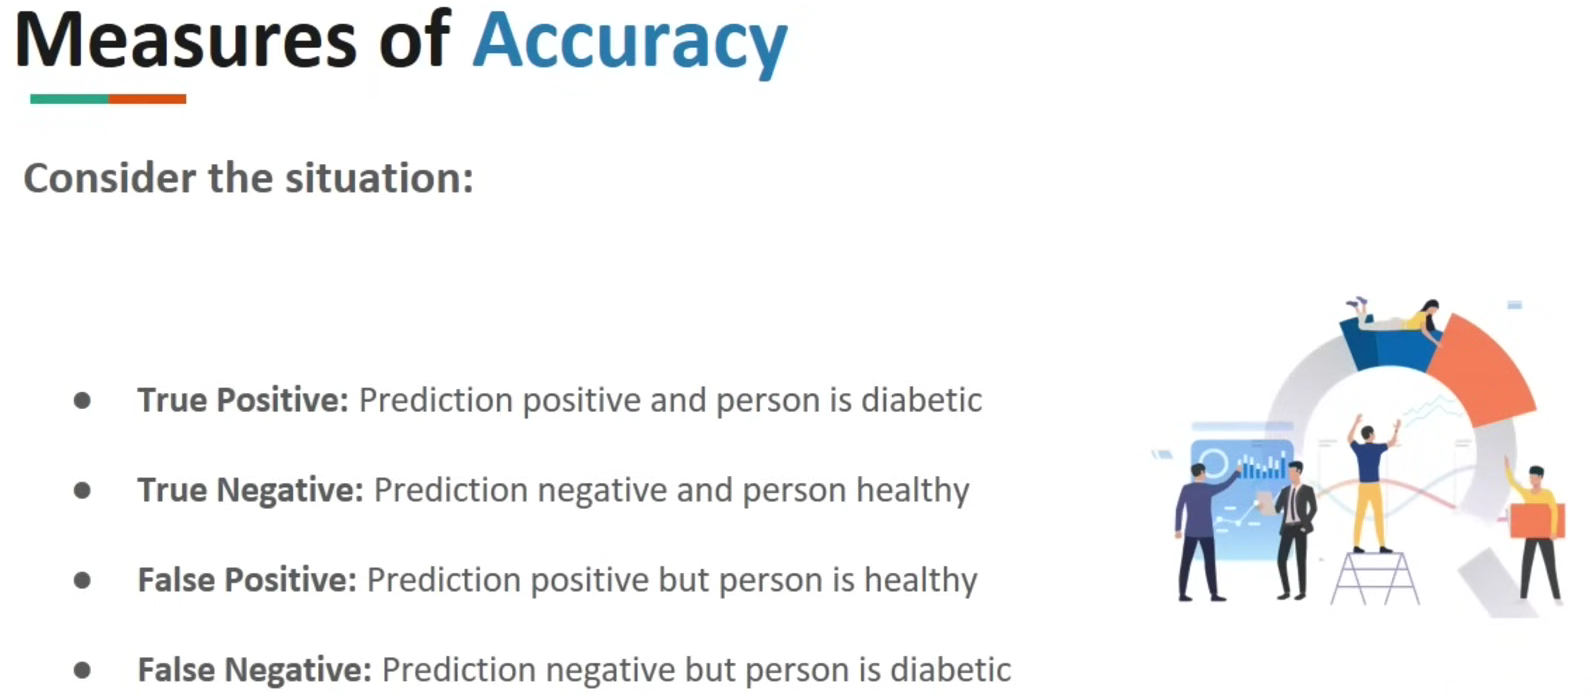 Measures of Accuracy
Consider the situation:
● True Positive: Prediction positive and person is diabetic
● True Negative: Prediction negative and person healthy
● False Positive: Prediction positive but person is healthy
● False Negative: Prediction negative but person is diabetic